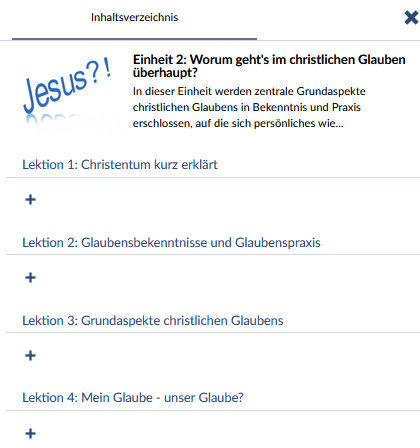 Inhaltsverzeichnis
Jesus?!
Einheit 2: Worum geht's im christlichen Glauben
überhaupt?
In dieser Einheit werden zentrale Grundaspekte
christlichen Glaubens in Bekenntnis und Praxis
erschlossen, auf die sich persönliches wie...
Lektion 1: Christentum kurz erklärt
+
Lektion 2: Glaubensbekenntnisse und Glaubenspraxis
+
Lektion 3: Grundaspekte christlichen Glaubens
+
Lektion 4: Mein Glaube - unser Glaube?
+